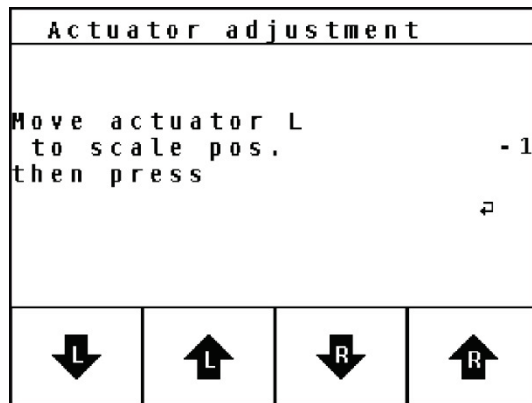 Actuator adjustment
Move actuator L
to scale pos. -1
then press
↵
L L R R